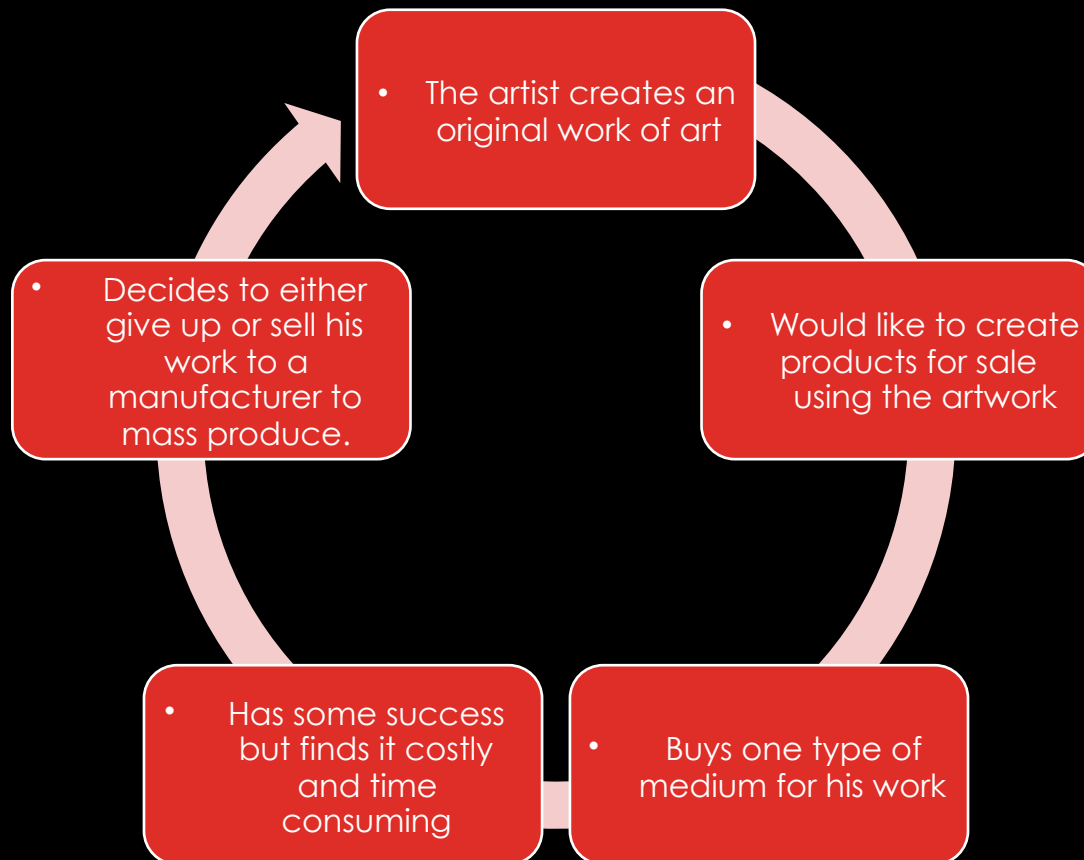 • The artist creates an
original work of art
• Would like to create
products for sale
using the artwork
• Buys one type of
medium for his work
• Has some success
but finds it costly
and time
consuming
• Decides to either
give up or sell his
work to a
manufacturer to
mass produce.